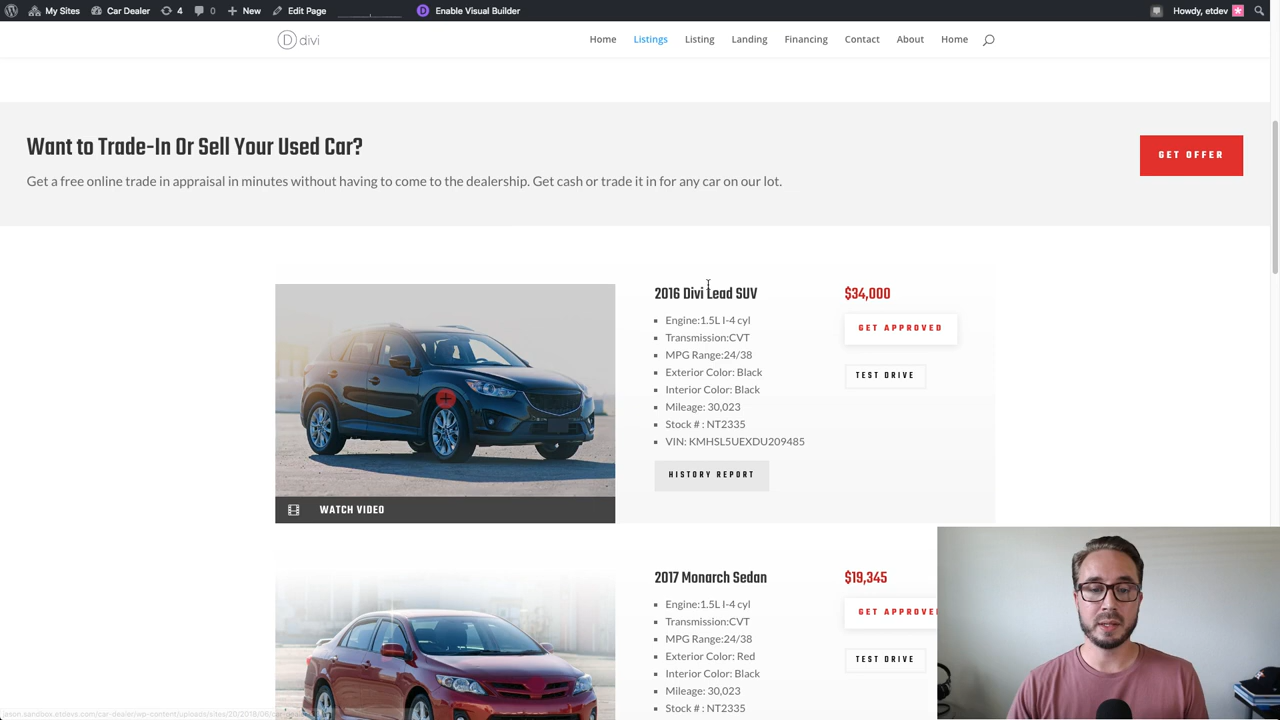 My Sites
Car Dealer
4
0
New
Edit Page
Enable Visual Builder
Howdy, etdev
D divi
Home
Listings
Listing
Landing
Financing
Contact
About
Home
Want to Trade-In Or Sell Your Used Car?
Get a free online trade in appraisal in minutes without having to come to the dealership. Get cash or trade it in for any car on our lot.
GET OFFER
2016 Divi Lead SUV
Engine:1.5L I-4 cyl
Transmission:CVT
MPG Range:24/38
Exterior Color: Black
Interior Color: Black
Mileage: 30,023
Stock # : NT2335
VIN: KMHSL5UEXDU209485
HISTORY REPORT
$34,000
GET APPROVED
TEST DRIVE
WATCH VIDEO
2017 Monarch Sedan
Engine:1.5L I-4 cyl
Transmission:CVT
MPG Range:24/38
Exterior Color: Red
Interior Color: Black
Mileage: 30,023
Stock # : NT2335
$19,345
GET APPROVE
TEST DRIVE